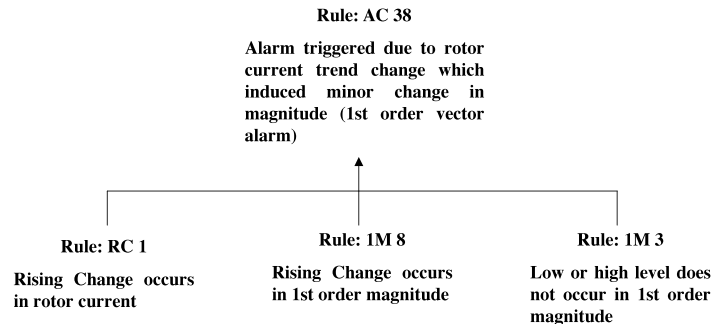 Rule: AC 38
Alarm triggered due to rotor
current trend change which
induced minor change in
magnitude (1st order vector
alarm)
Rule: RC 1
Rising Change occurs
in rotor current
Rule: 1M 8
Rising Change occurs
in 1st order magnitude
Rule: 1M 3
Low or high level does
not occur in 1st order
magnitude